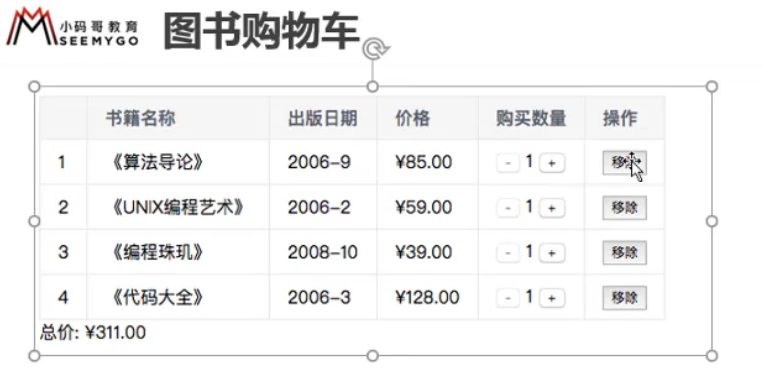 小码哥教育
SEEMYGO
图书购物车
书籍名称 出版日期 价格 购买数量 操作
1 《算法导论》 2006-9 ¥85.00 - 1 + 移除
2 《UNIX编程艺术》 2006-2 ¥59.00 - 1 + 移除
3 《编程珠玑》 2008-10 ¥39.00 - 1 + 移除
4 《代码大全》 2006-3 ¥128.00 - 1 + 移除
总价: ¥311.00